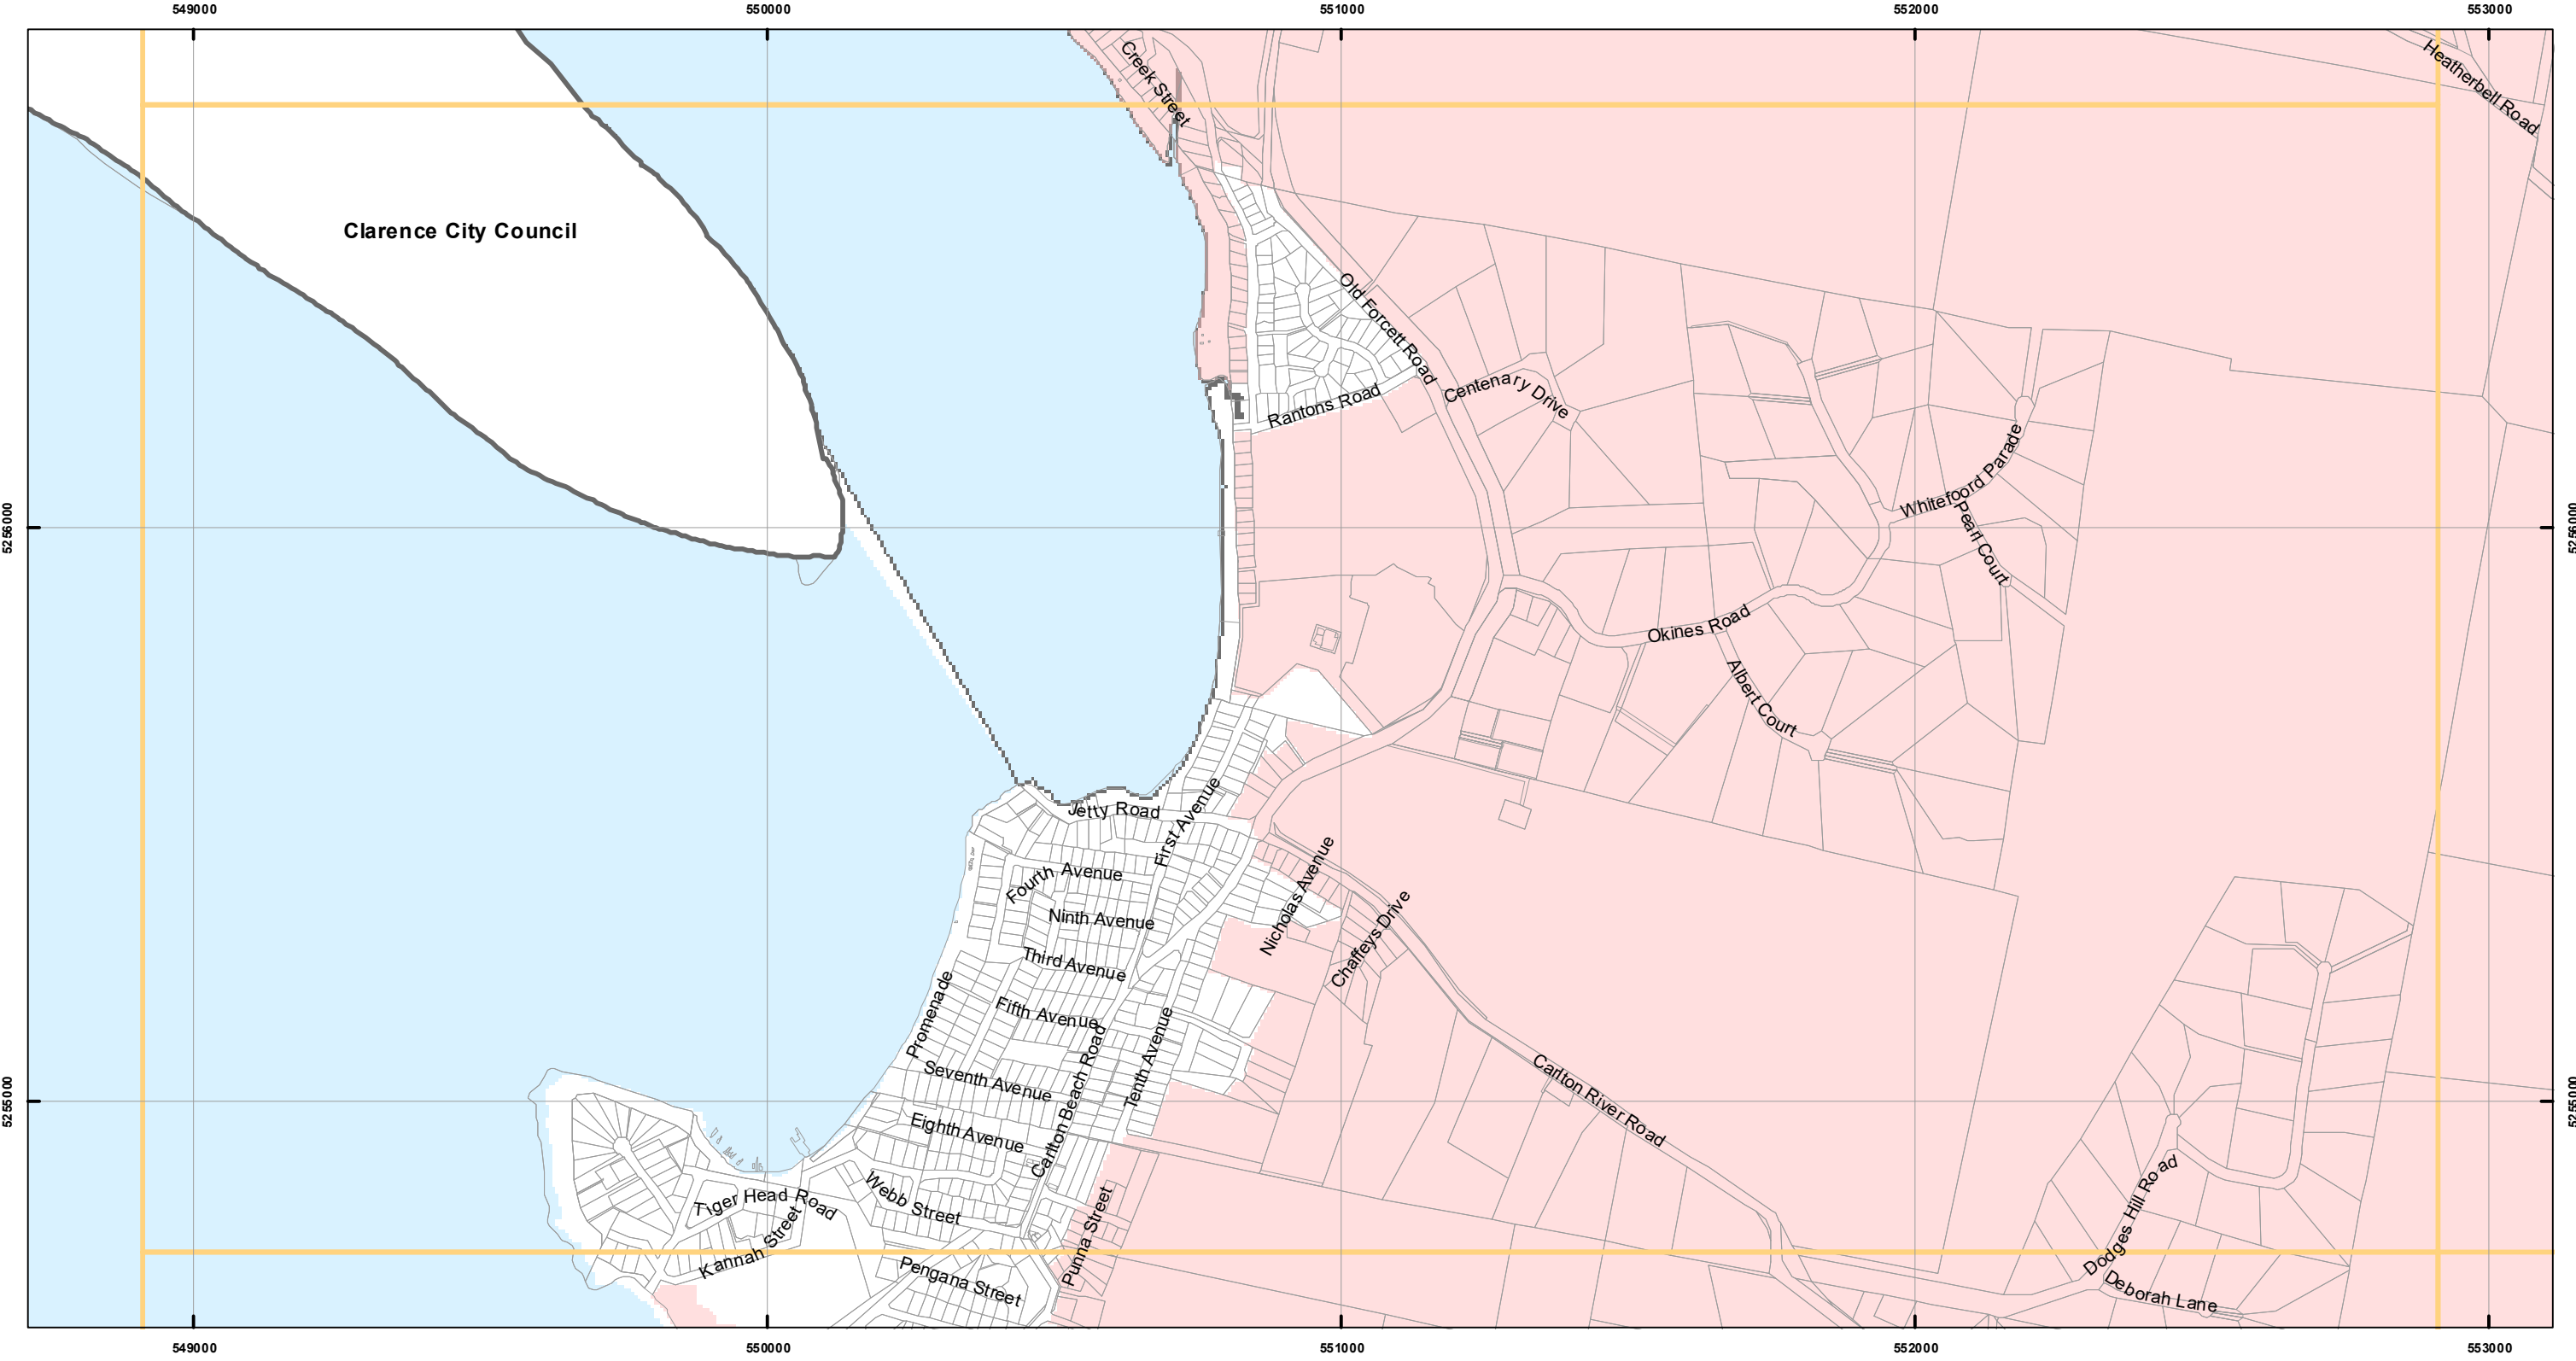 549000
550000
551000
552000
553000
Creek Street
Heatherbell Road
Clarence City Council
Old Forcett Road
Centenary Drive
Rantons Road
Whitefoord Parade
Pearl Court
5256000
5256000
Okines Road
Albert Court
Jetty Road
First Avenue
Fourth Avenue
Nicholas Avenue
Chaffeys Drive
Ninth Avenue
Third Avenue
Promenade
Fifth Avenue
Carlton Beach Road
Tenth Avenue
Seventh Avenue
Carlton River Road
5255000
5255000
Eighth Avenue
Webb Street
Tiger Head Road
Kannah Street
Punna Street
Pengana Street
Dodges Hill Road
Deborah Lane
549000
550000
551000
552000
553000